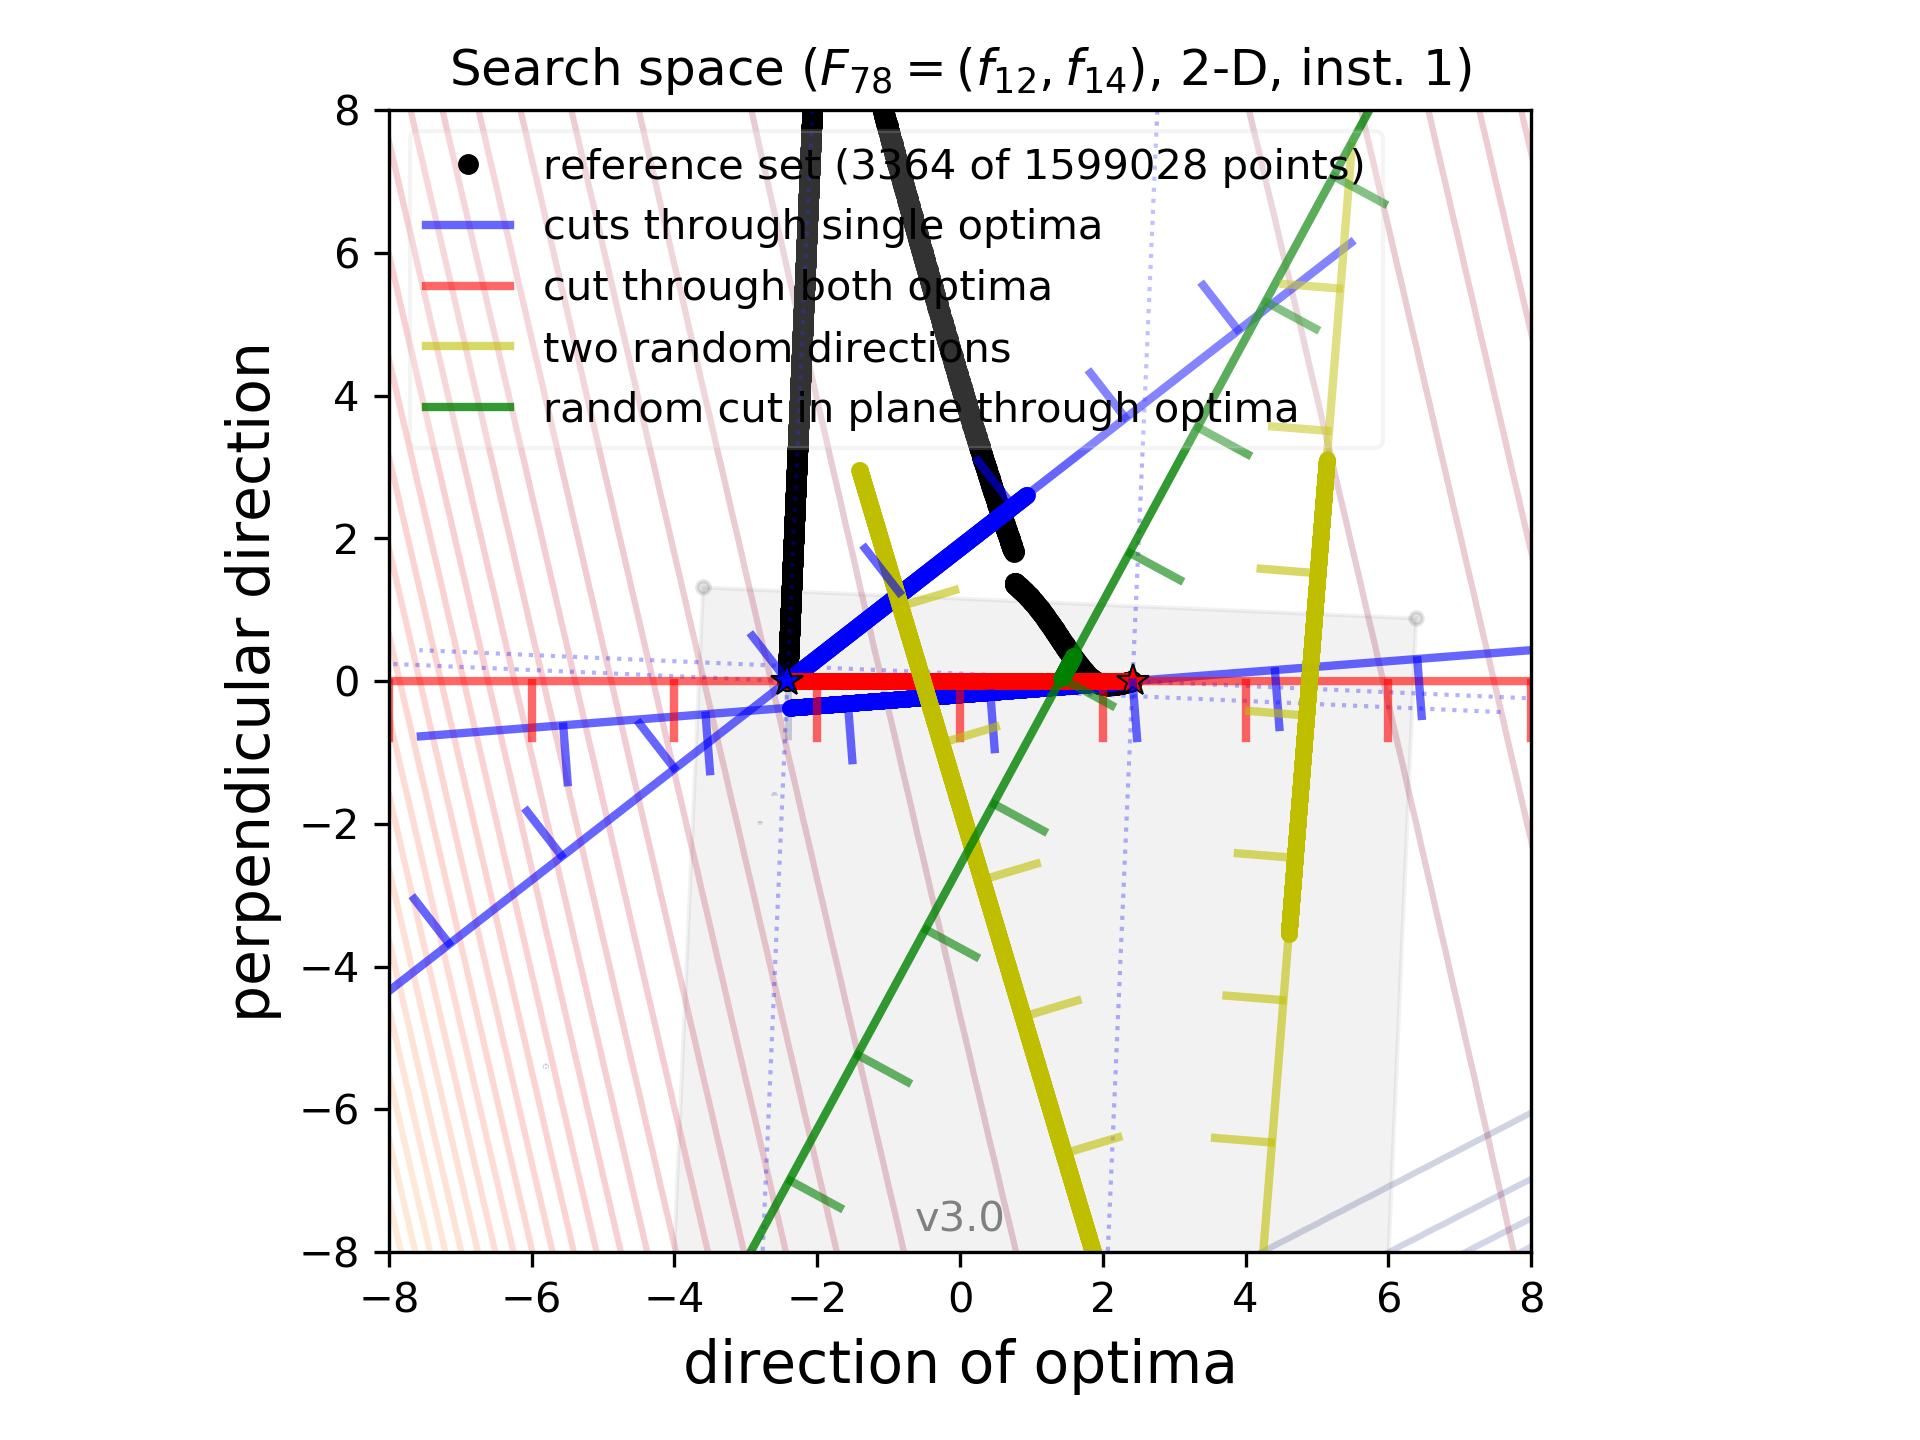 Search space (F78 = (f12, f14), 2-D, inst. 1)
reference set (3364 of 1599028 points)
cuts through single optima
cut through both optima
two random directions
random cut in plane through optima
8
6
4
2
0
−2
−4
−6
−8
perpendicular direction
v3.0
−8 −6 −4 −2 0 2 4 6 8
direction of optima